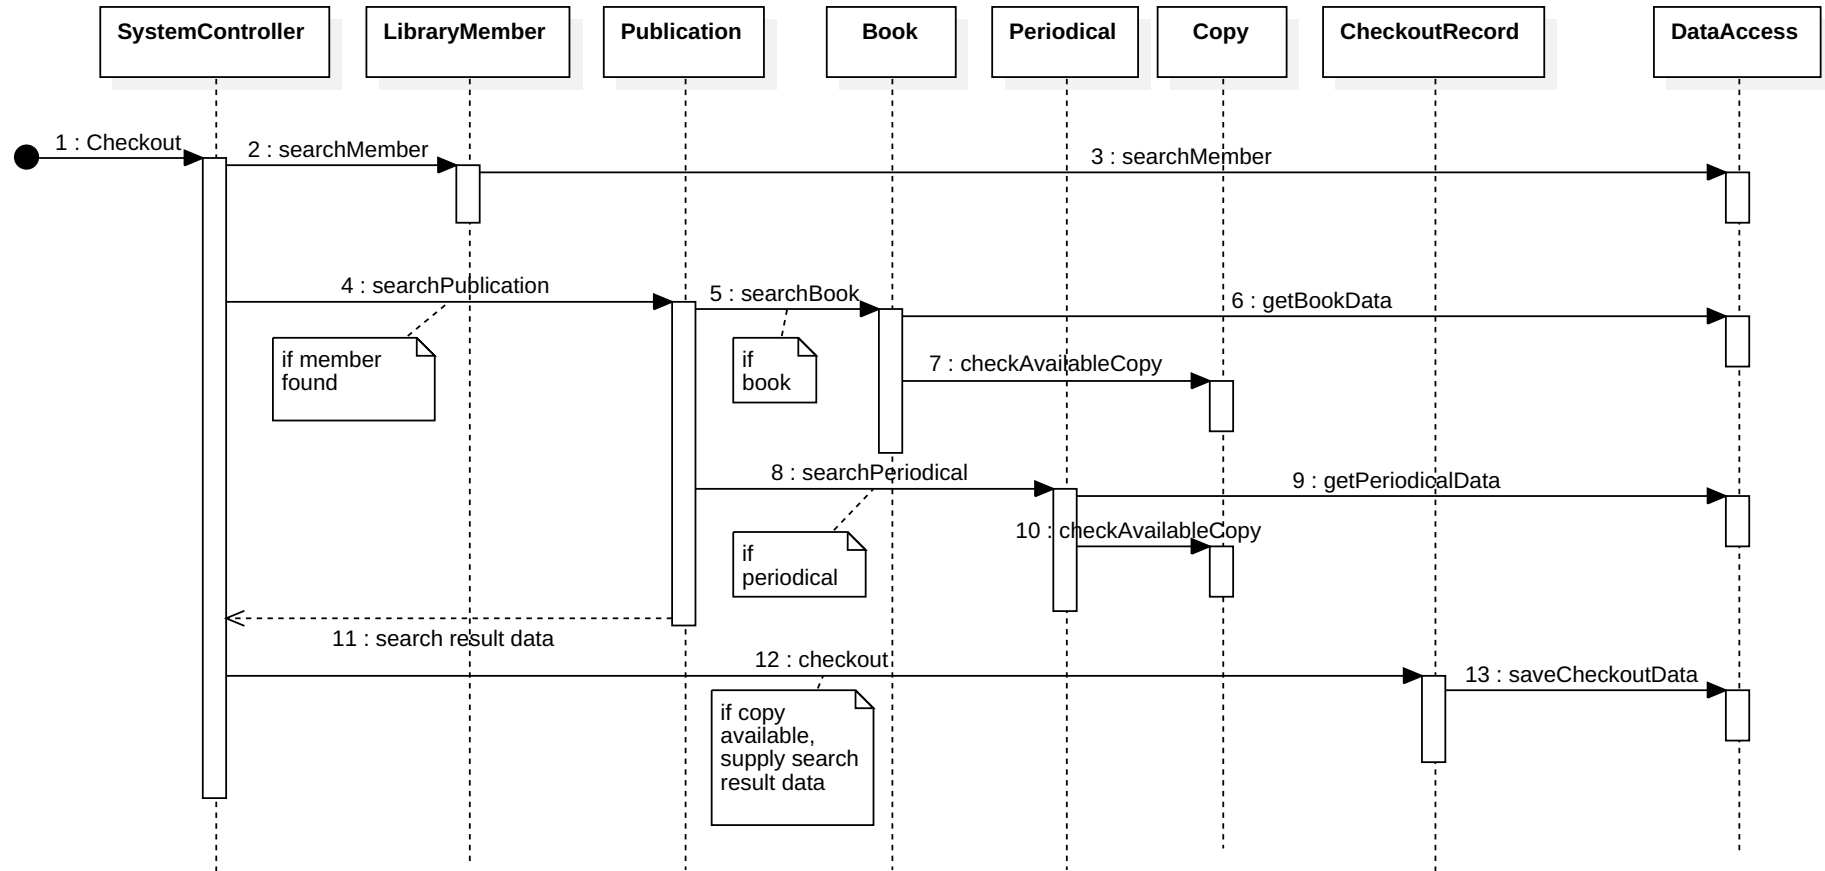 SystemController
LibraryMember
Publication
Book
Periodical
Copy
CheckoutRecord
DataAccess
1 : Checkout
2 : searchMember
3 : searchMember
4 : searchPublication
if member
found
5 : searchBook
if
book
6 : getBookData
7 : checkAvailableCopy
8 : searchPeriodical
if
periodical
9 : getPeriodicalData
10 : checkAvailableCopy
11 : search result data
12 : checkout
if copy
available,
supply search
result data
13 : saveCheckoutData